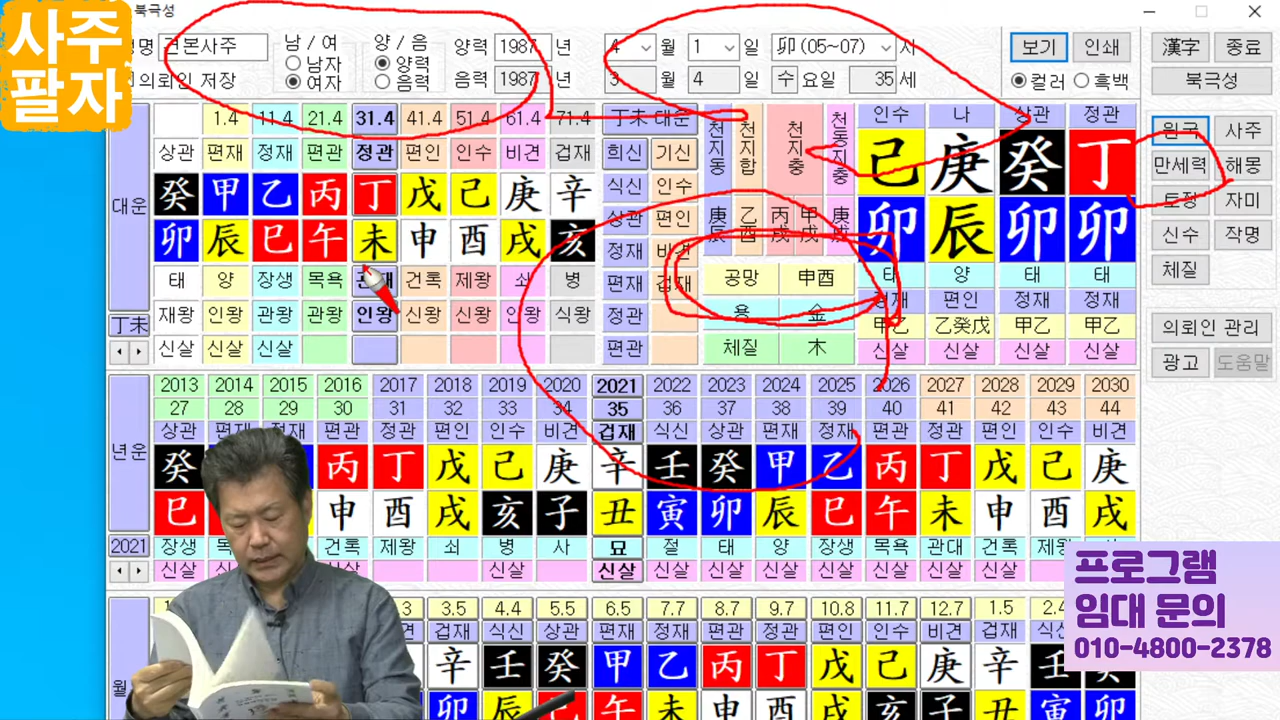 사주
팔자
북극성
성명 견본사주 남 / 여 양 / 음 양력 1987 년 4 월 1 일 卯 (05~07) 시 보기 인쇄 漢字 종료
남자 양력
의뢰인 저장 여자 음력 음력 1987 년 3 월 4 일 수 요일 35 세 컬러 흑백 북극성
1.4 11.4 21.4 31.4 41.4 51.4 61.4 71.4 丁未 대운 천지동 천지합 천지충 천동지충 인수 나 상관 정관 원국 사주
상관 편재 정재 편관 정관 편인 인수 비견 겁재 희신 기신 己 庚 癸 丁 만세력 해몽
대운 癸 甲 乙 丙 丁 戊 己 庚 辛 식신 인수 토정 자미
卯 辰 巳 午 未 申 酉 戌 亥 상관 편인 庚辰 乙酉 丙戌 甲戌 庚戌 卯 辰 卯 卯 신수 작명
정재 비견
태 양 장생 목욕 건록 제왕 쇠 병 편재 겁재 공망 申酉 태 양 태 태 체질
丁未 재왕 인왕 관왕 관왕 인왕 신왕 신왕 인왕 식왕 정관 용 金 정재 편인 정재 정재
甲乙 乙癸戊 甲乙 甲乙 의뢰인 관리
신살 신살 신살 편관 체질 木 신살 신살 신살 신살 광고 도움말
2013 2014 2015 2016 2017 2018 2019 2020 2021 2022 2023 2024 2025 2026 2027 2028 2029 2030
27 28 29 30 31 32 33 34 35 36 37 38 39 40 41 42 43 44
년운 상관 편재 정재 편관 정관 편인 인수 비견 겁재 식신 상관 편재 정재 편관 정관 편인 인수 비견
癸 丙 丁 戊 己 庚 辛 壬 癸 甲 乙 丙 丁 戊 己 庚
巳 申 酉 戌 亥 子 丑 寅 卯 辰 巳 午 未 申 酉 戌
2021 장생 건록 제왕 쇠 병 사 묘 절 태 양 장생 목욕 관대 건록 제왕
신살 신살 신살 신살 신살 신살 신살 신살 신살 신살 신살 신살
프로그램
임대 문의
010-4800-2378
3.5 4.4 5.5 6.5 7.7 8.7 9.7 10.8 11.7 12.7 1.5
월 겁재 식신 상관 편재 정재 편관 정관 편인 인수 비견 겁재
辛 壬 癸 甲 乙 丙 丁 戊 己 庚 辛 壬
卯 辰 巳 午 未 申 酉 戌 亥 子 丑 寅 卯